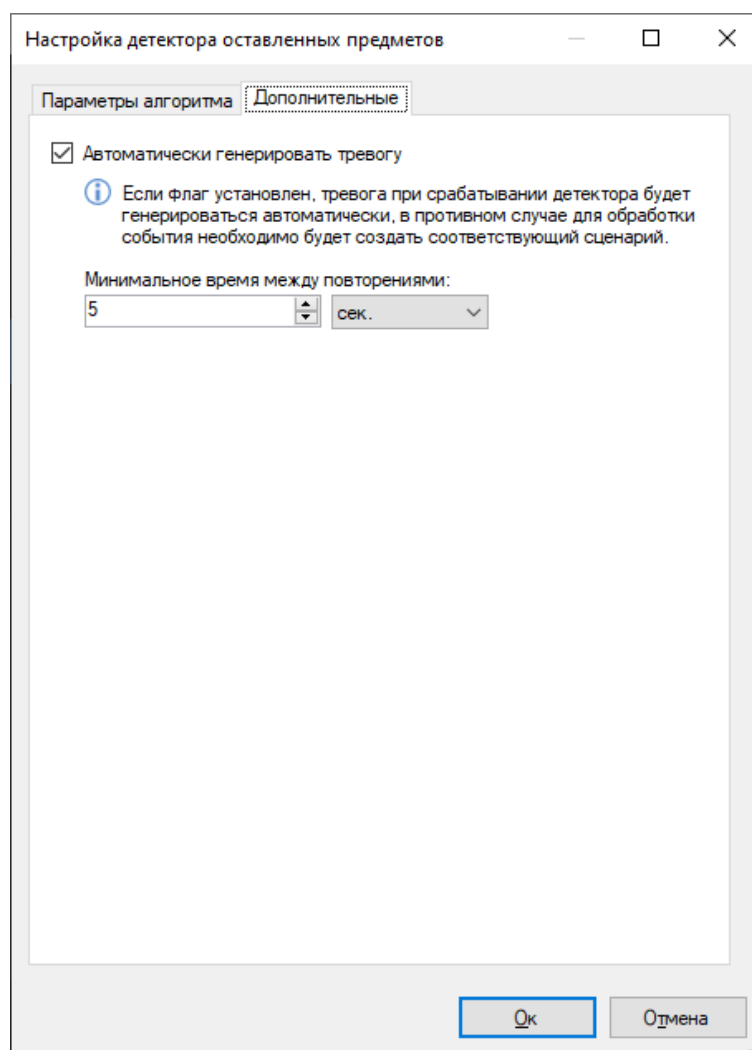 Настройка детектора оставленных предметов
Параметры алгоритма Дополнительные
Автоматически генерировать тревогу
Если флаг установлен, тревога при срабатывании детектора будет
генерироваться автоматически, в противном случае для обработки
события необходимо будет создать соответствующий сценарий.
Минимальное время между повторениями:
5 сек.
Ок Отмена